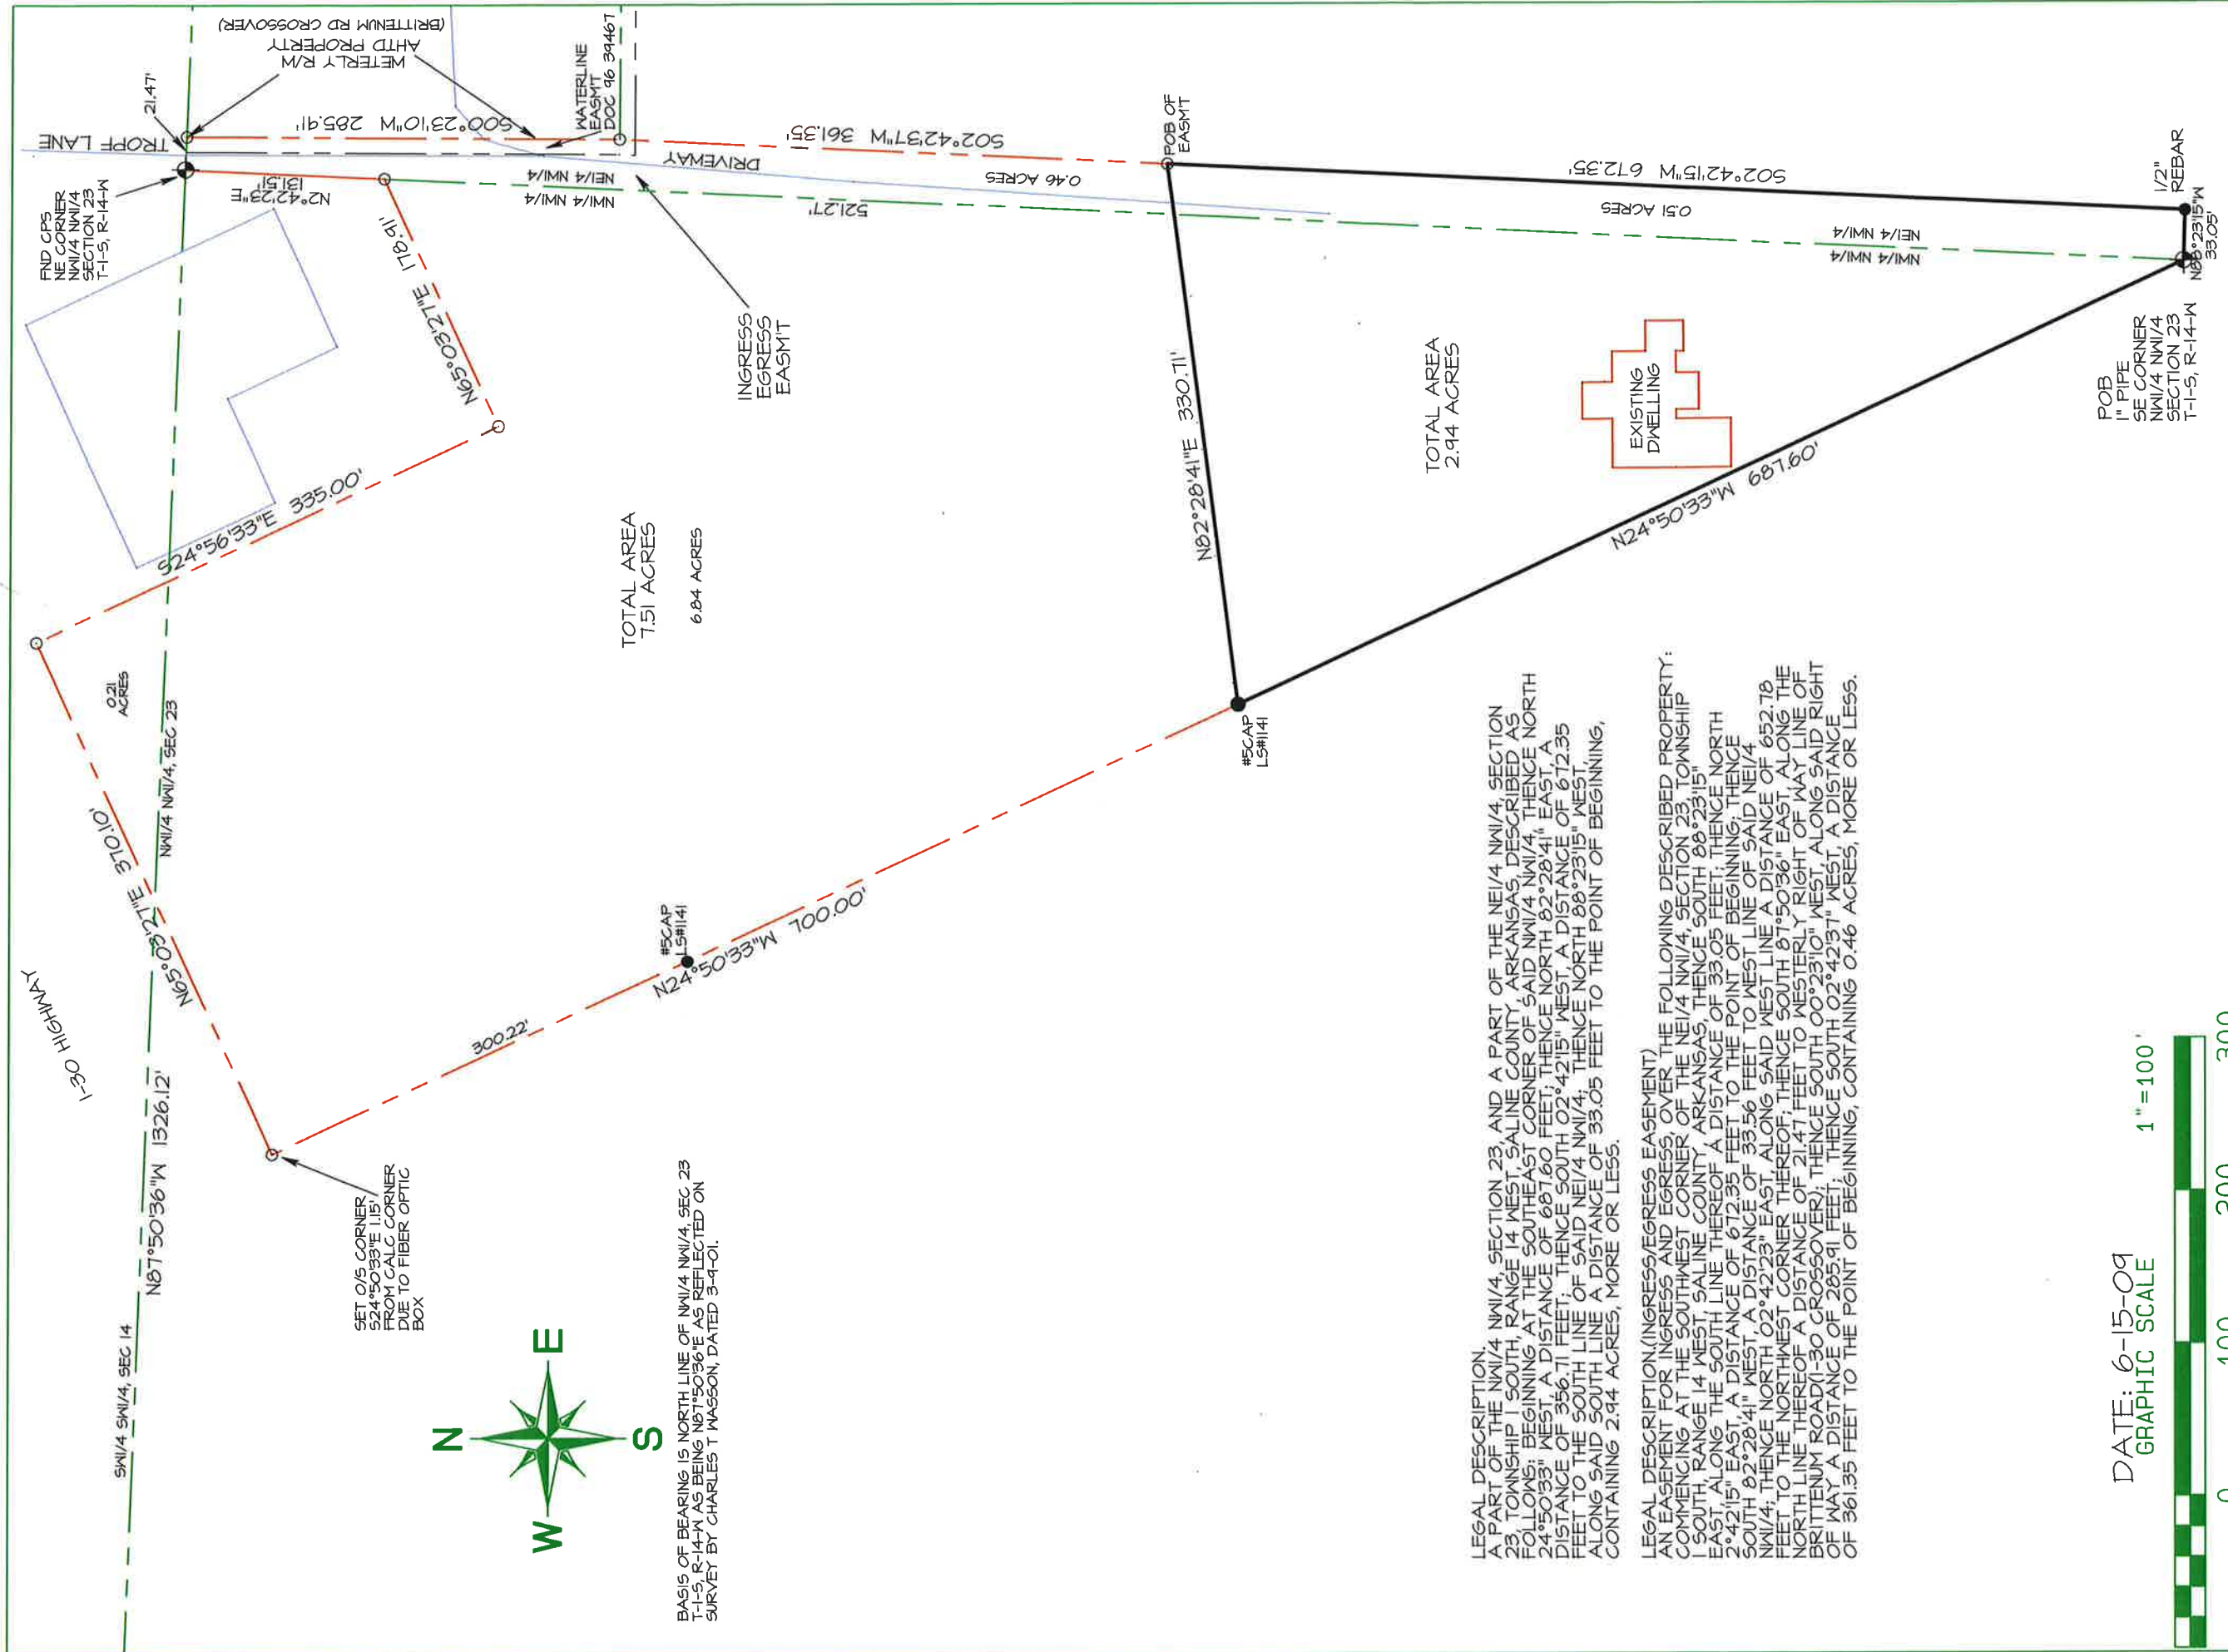 I-30 HIGHWAY
SW1/4 SW1/4, SEC 14
N87°50'36"W 1326.12'
NW1/4 NW1/4, SEC 23
N65°03'27"E 370.10'
0.21
ACRES
S24°56'33"E 335.00'
N65°03'27"E 178.91'
N2°42'23"E
131.51'
FND CPS
NE CORNER
NW1/4 NW1/4
SECTION 23
T-1-S, R-14-W
TROPF LANE
21.47'
WETERLY R/W
AHTD PROPERTY
(BRITTENUM RD CROSSOVER)
S00°23'10"W 285.91'
WATERLINE
EASM'T
DOC 96 39467
NE1/4 NW1/4
NW1/4 NW1/4
DRIVEWAY
S02°42'37"W 361.35'
INGRESS
EGRESS
EASM'T
521.27'
0.46 ACRES
POB OF
EASM'T
SET O/S CORNER
S24°50'33"E 1.15'
FROM CALC CORNER
DUE TO FIBER OPTIC
BOX
300.22'
#5CAP
LS#1141
N24°50'33"W 700.00'
TOTAL AREA
7.51 ACRES
6.84 ACRES
N
W
E
S
BASIS OF BEARING IS NORTH LINE OF NW1/4 NW1/4, SEC 23
T-1-S, R-14-W AS BEING N87°50'36"E AS REFLECTED ON
SURVEY BY CHARLES T WASSON, DATED 3-9-01.
#5CAP
LS#1141
N82°28'41"E 330.71'
TOTAL AREA
2.94 ACRES
EXISTING
DWELLING
N24°50'33"W 687.60'
S02°42'15"W 672.35'
0.51 ACRES
NE1/4 NW1/4
NW1/4 NW1/4
1/2"
REBAR
N88°23'15"W
33.05'
POB
1" PIPE
SE CORNER
NW1/4 NW1/4
SECTION 23
T-1-S, R-14-W
LEGAL DESCRIPTION.
A PART OF THE NW1/4 NW1/4, SECTION 23, AND A PART OF THE NE1/4 NW1/4, SECTION
23, TOWNSHIP 1 SOUTH, RANGE 14 WEST, SALINE COUNTY, ARKANSAS, DESCRIBED AS
FOLLOWS: BEGINNING AT THE SOUTHEAST CORNER OF SAID NW1/4 NW1/4, THENCE NORTH
24°50'33" WEST, A DISTANCE OF 687.60 FEET; THENCE NORTH 82°28'41" EAST, A
DISTANCE OF 356.71 FEET; THENCE SOUTH 02°42'15" WEST, A DISTANCE OF 672.35
FEET TO THE SOUTH LINE OF SAID NE1/4 NW1/4; THENCE NORTH 88°23'15" WEST,
ALONG SAID SOUTH LINE A DISTANCE OF 33.05 FEET TO THE POINT OF BEGINNING,
CONTAINING 2.94 ACRES, MORE OR LESS.
LEGAL DESCRIPTION.(INGRESS/EGRESS EASEMENT)
AN EASEMENT FOR INGRESS AND EGRESS, OVER THE FOLLOWING DESCRIBED PROPERTY:
COMMENCING AT THE SOUTHWEST CORNER OF THE NE1/4 NW1/4, SECTION 23, TOWNSHIP
1 SOUTH, RANGE 14 WEST, SALINE COUNTY, ARKANSAS, THENCE SOUTH 88°23'15"
EAST, ALONG THE SOUTH LINE THEREOF A DISTANCE OF 33.05 FEET; THENCE NORTH
2°42'15" EAST, A DISTANCE OF 672.35 FEET TO THE POINT OF BEGINNING; THENCE
SOUTH 82°28'41" WEST, A DISTANCE OF 33.56 FEET TO WEST LINE OF SAID NE1/4
NW1/4; THENCE NORTH 02°42'23" EAST, ALONG SAID WEST LINE A DISTANCE OF 652.78
FEET TO THE NORTHWEST CORNER THEREOF; THENCE SOUTH 87°50'36" EAST, ALONG THE
NORTH LINE THEREOF A DISTANCE OF 21.47 FEET TO WESTERLY RIGHT OF WAY LINE OF
BRITTENUM ROAD(I-30 CROSSOVER); THENCE SOUTH 00°23'10" WEST, ALONG SAID RIGHT
OF WAY A DISTANCE OF 285.91 FEET; THENCE SOUTH 02°42'37" WEST, A DISTANCE
OF 361.35 FEET TO THE POINT OF BEGINNING, CONTAINING 0.46 ACRES, MORE OR LESS.
DATE: 6-15-09
GRAPHIC SCALE 1"=100'
0 100 200 300